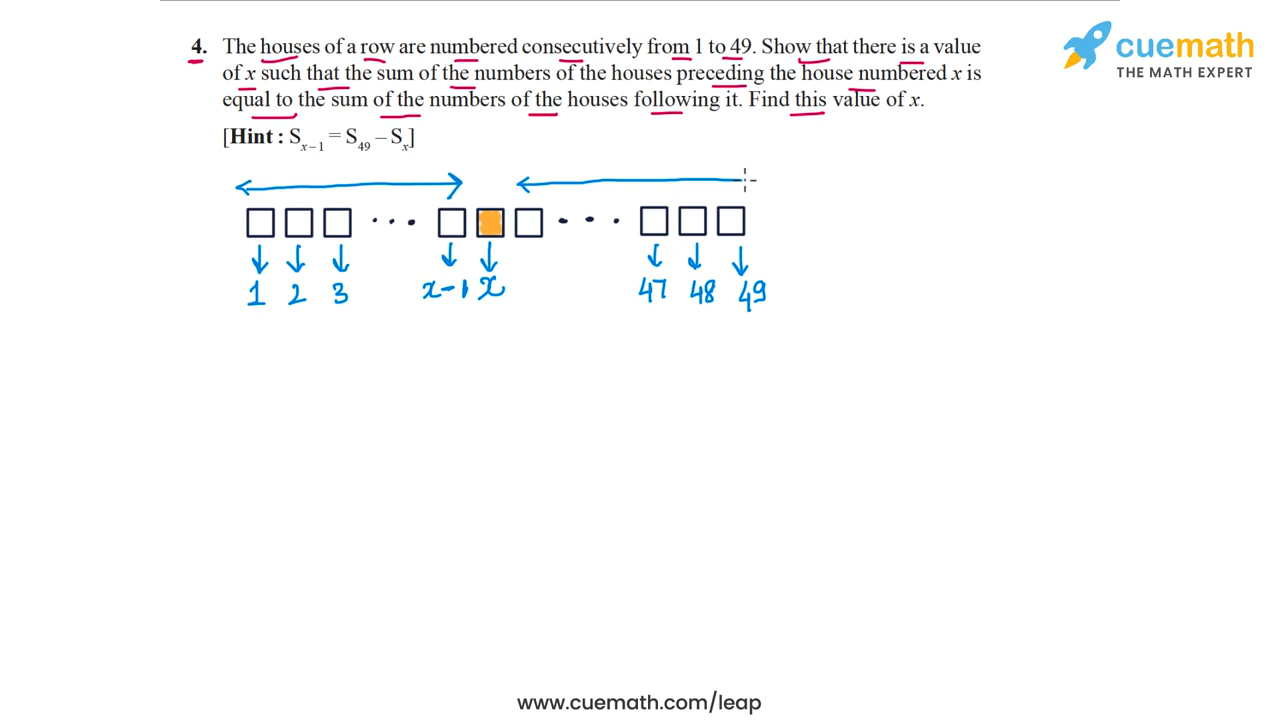 4. The houses of a row are numbered consecutively from 1 to 49. Show that there is a value
of x such that the sum of the numbers of the houses preceding the house numbered x is
equal to the sum of the numbers of the houses following it. Find this value of x.
[Hint : Sx–1 = S49 – Sx]
cuemath
THE MATH EXPERT
1 2 3 x-1 x 47 48 49
www.cuemath.com/leap